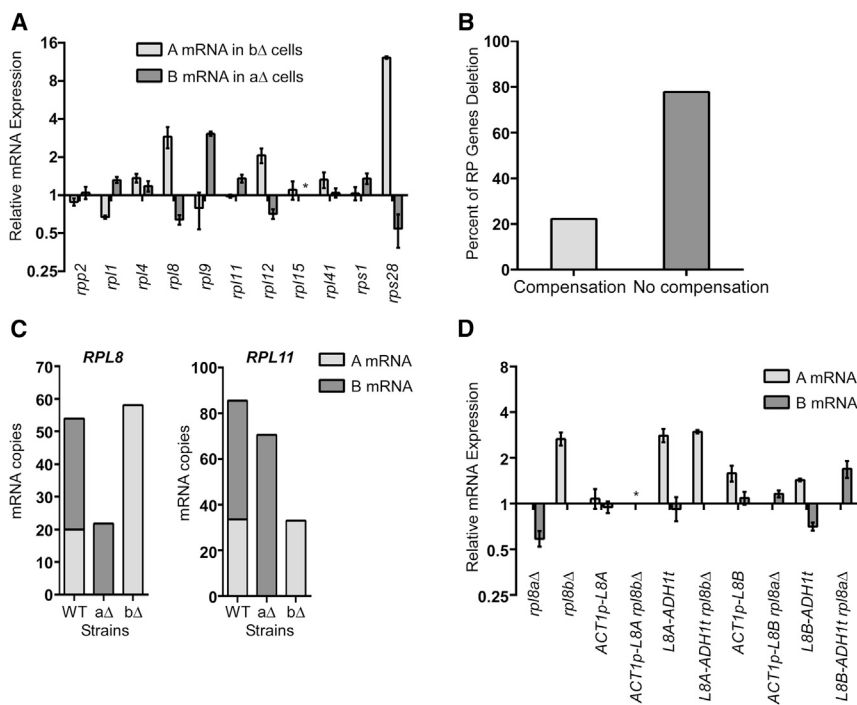 A
Relative mRNA Expression
16
8
4
2
1
0.5
0.25
A mRNA in bΔ cells
B mRNA in aΔ cells
*
rpp2
rpl1
rpl4
rpl8
rpl9
rpl11
rpl12
rpl15
rpl41
rps1
rps28
B
Percent of RP Genes Deletion
100
80
60
40
20
0
Compensation No compensation
C
RPL8
mRNA copies
70
60
50
40
30
20
10
0
WT aΔ bΔ
Strains
RPL11
mRNA copies
100
80
60
40
20
0
WT aΔ bΔ
Strains
A mRNA
B mRNA
D
Relative mRNA Expression
8
4
2
1
0.5
0.25
A mRNA
B mRNA
*
rpl8aΔ
rpl8bΔ
ACT1p-L8A
ACT1p-L8A rpl8bΔ
L8A-ADH1t
L8A-ADH1t rpl8bΔ
ACT1p-L8B
ACT1p-L8B rpl8aΔ
L8B-ADH1t
L8B-ADH1t rpl8aΔ